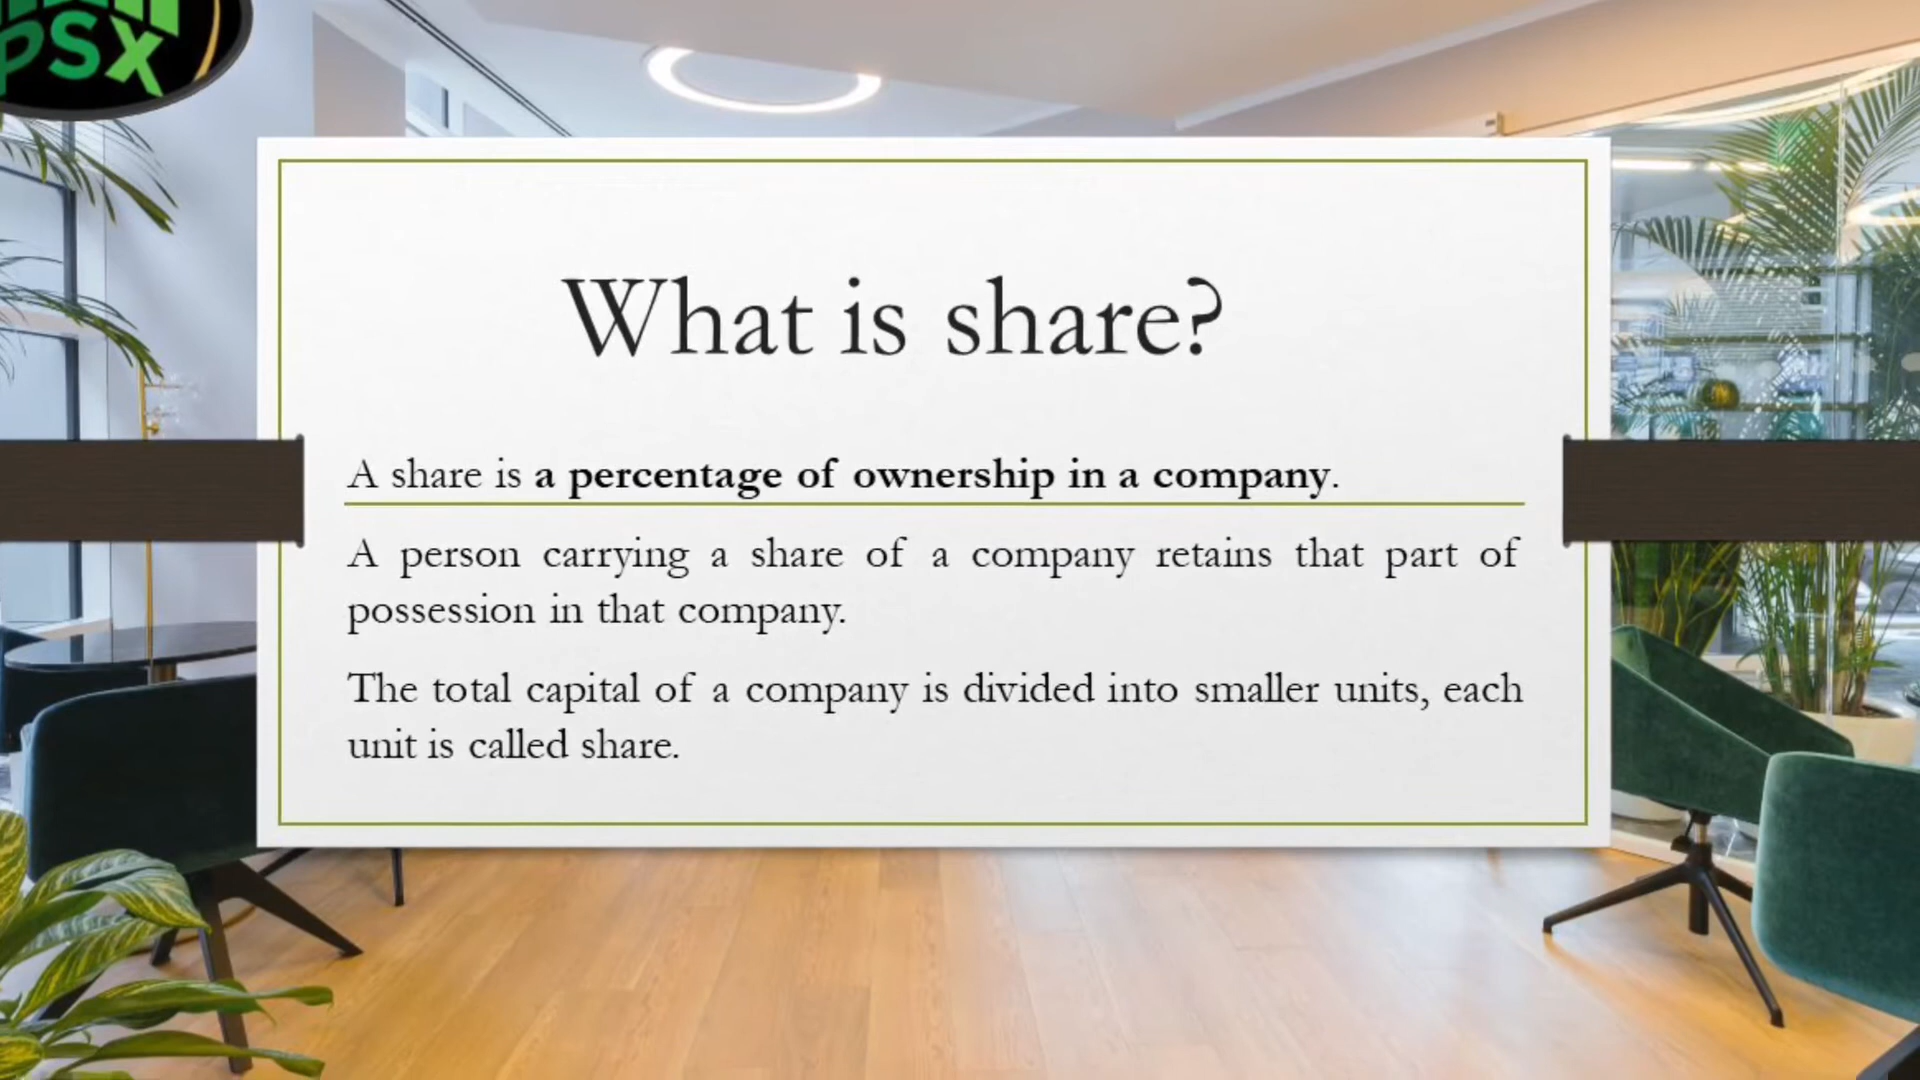 PSX
What is share?
A share is a percentage of ownership in a company.
A person carrying a share of a company retains that part of
possession in that company.
The total capital of a company is divided into smaller units, each
unit is called share.